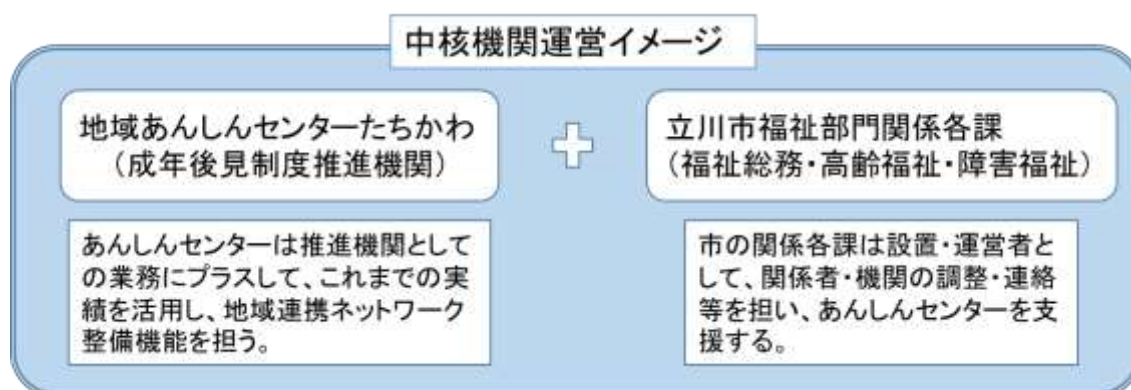 中核機関運営イメージ
地域あんしんセンターたちかわ
（成年後見制度推進機関）
立川市福祉部門関係各課
（福祉総務・高齢福祉・障害福祉）
あんしんセンターは推進機関として
の業務にプラスして、これまでの実
績を活用し、地域連携ネットワーク
整備機能を担う。
市の関係各課は設置・運営者と
して、関係者・機関の調整・連絡
等を担い、あんしんセンターを支
援する。